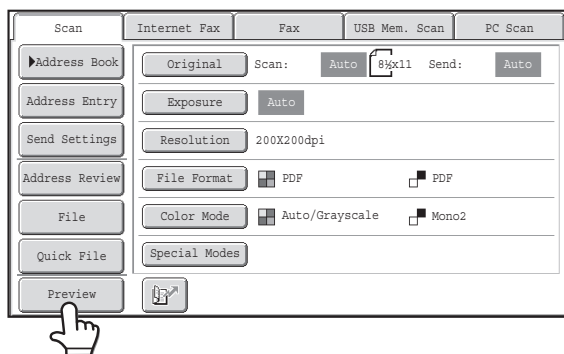 Scan Internet Fax Fax USB Mem. Scan PC Scan
Address Book Original Scan: Auto 8½x11 Send: Auto
Address Entry Exposure Auto
Send Settings Resolution 200X200dpi
Address Review File Format PDF PDF
File Color Mode Auto/Grayscale Mono2
Quick File Special Modes
Preview